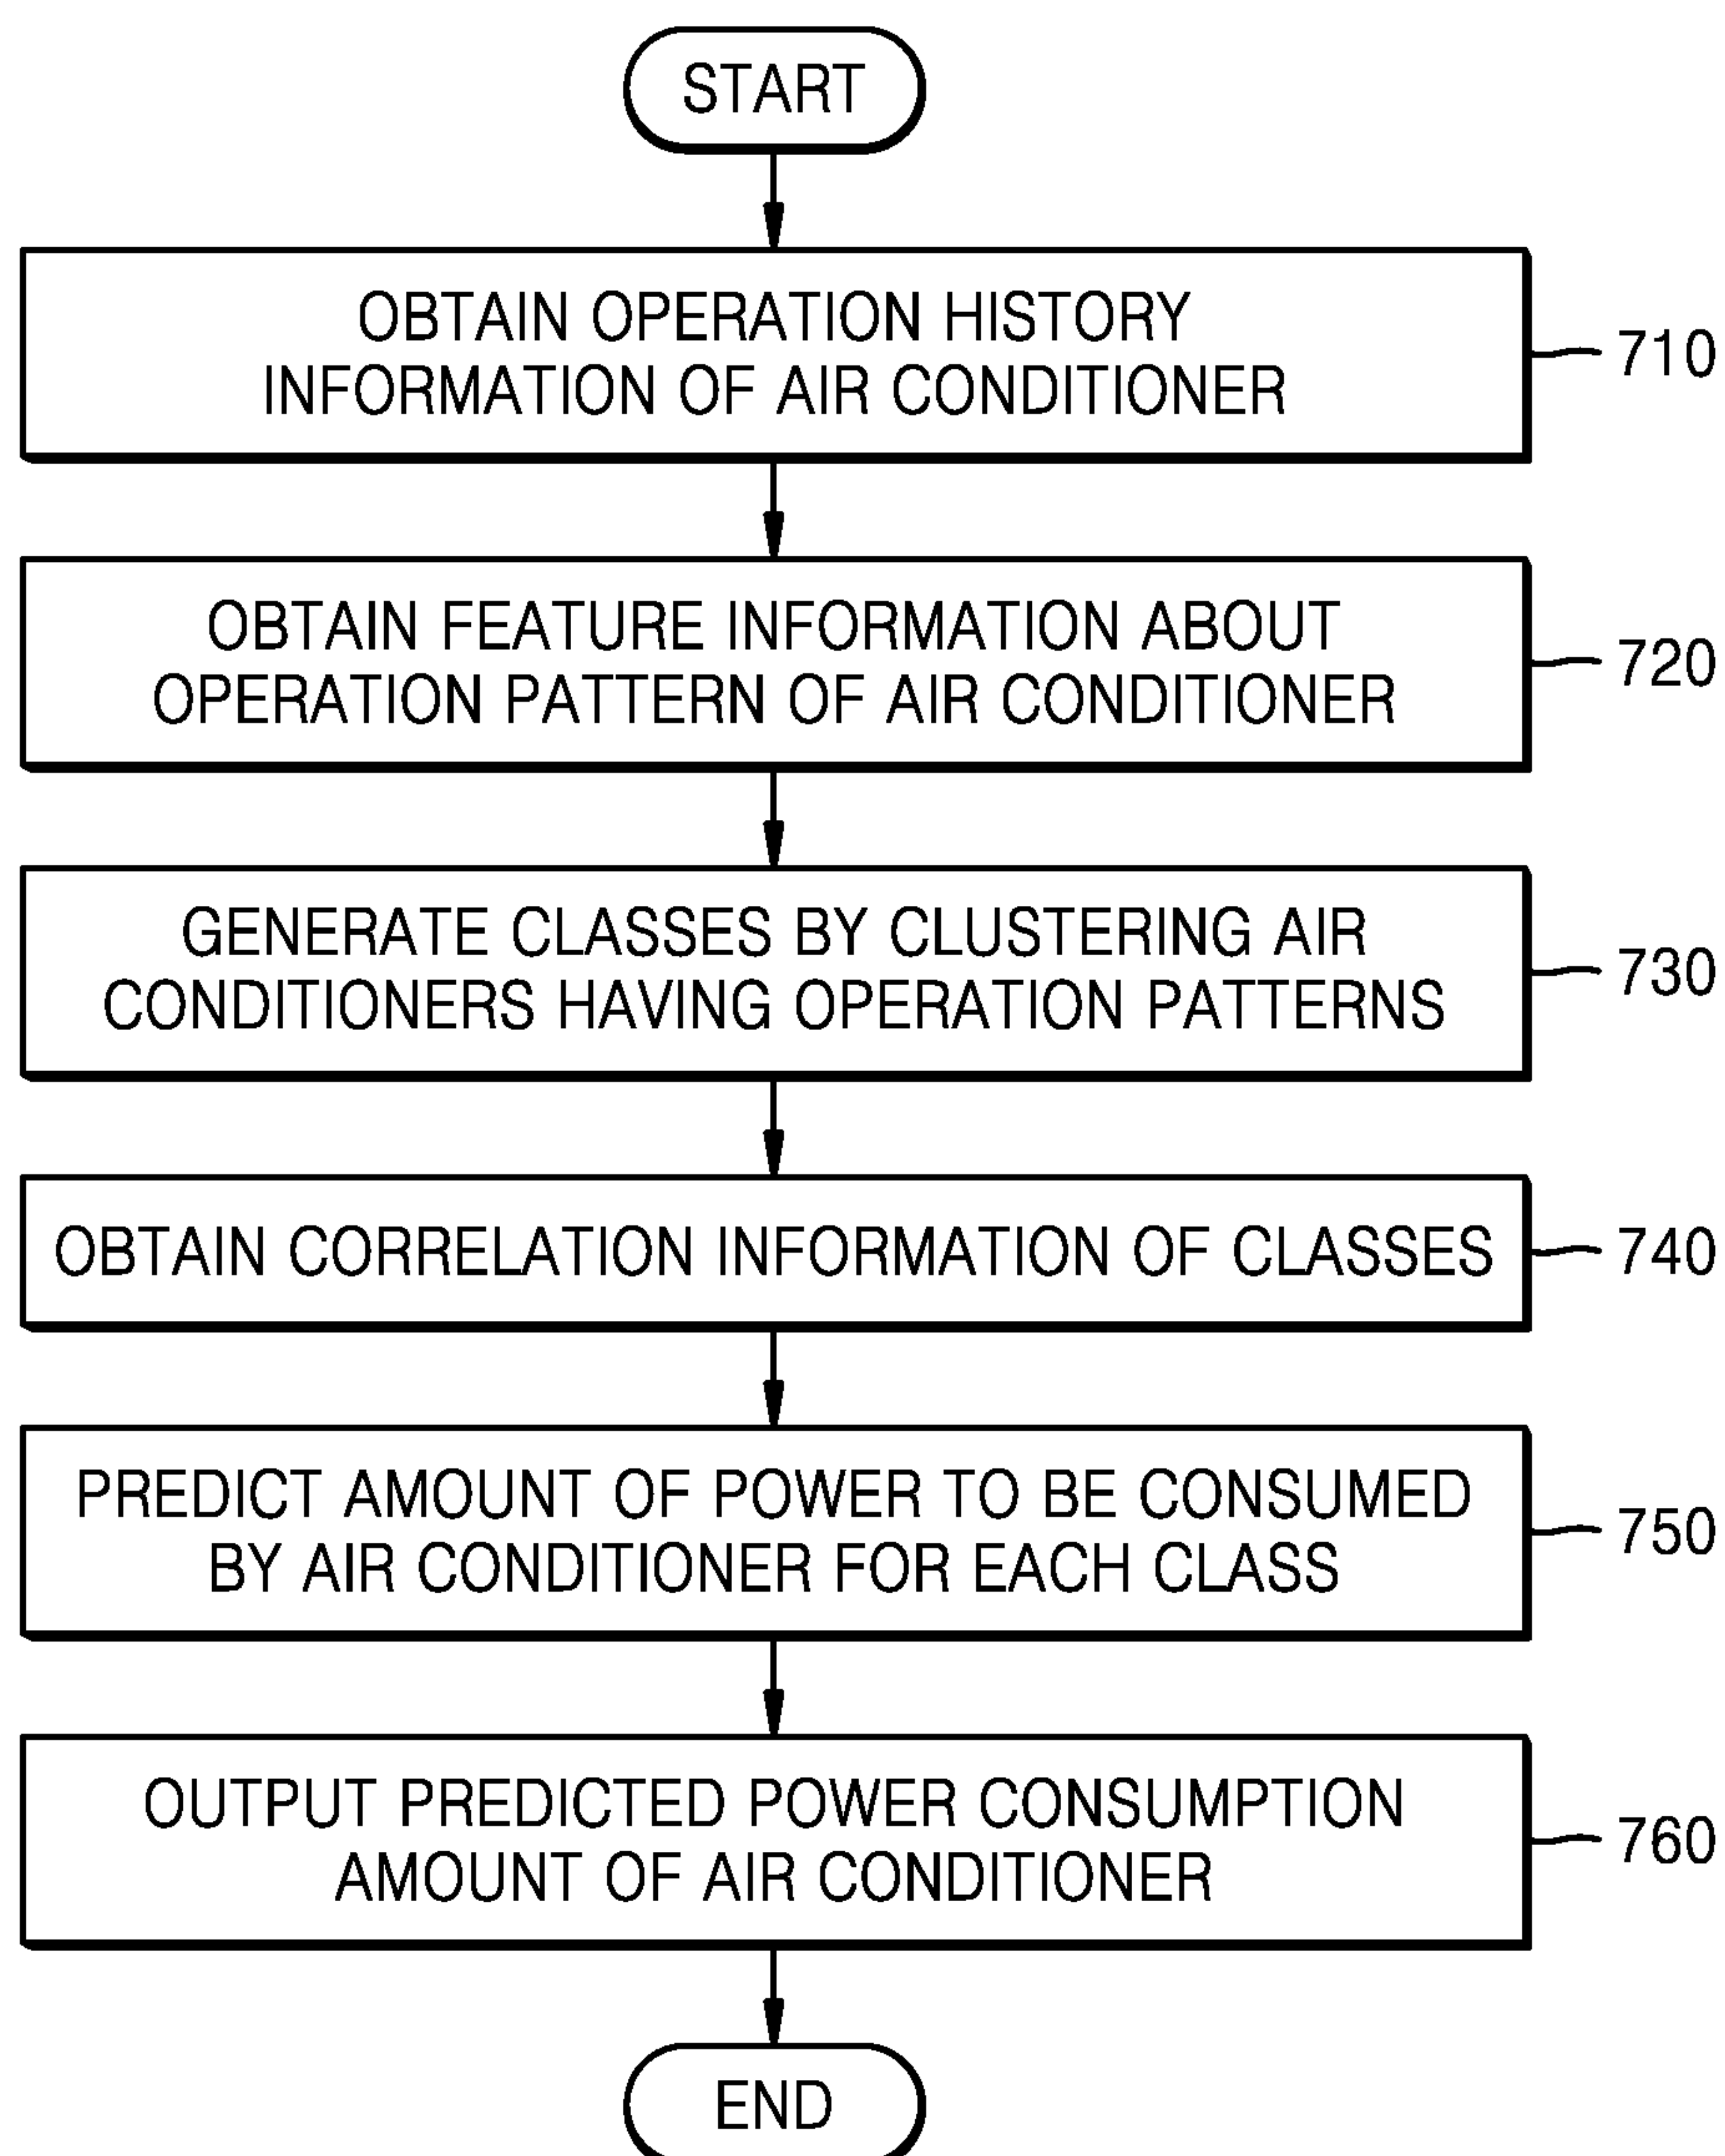 START
OBTAIN OPERATION HISTORY
INFORMATION OF AIR CONDITIONER
710
OBTAIN FEATURE INFORMATION ABOUT
OPERATION PATTERN OF AIR CONDITIONER
720
GENERATE CLASSES BY CLUSTERING AIR
CONDITIONERS HAVING OPERATION PATTERNS
730
OBTAIN CORRELATION INFORMATION OF CLASSES
740
PREDICT AMOUNT OF POWER TO BE CONSUMED
BY AIR CONDITIONER FOR EACH CLASS
750
OUTPUT PREDICTED POWER CONSUMPTION
AMOUNT OF AIR CONDITIONER
760
END